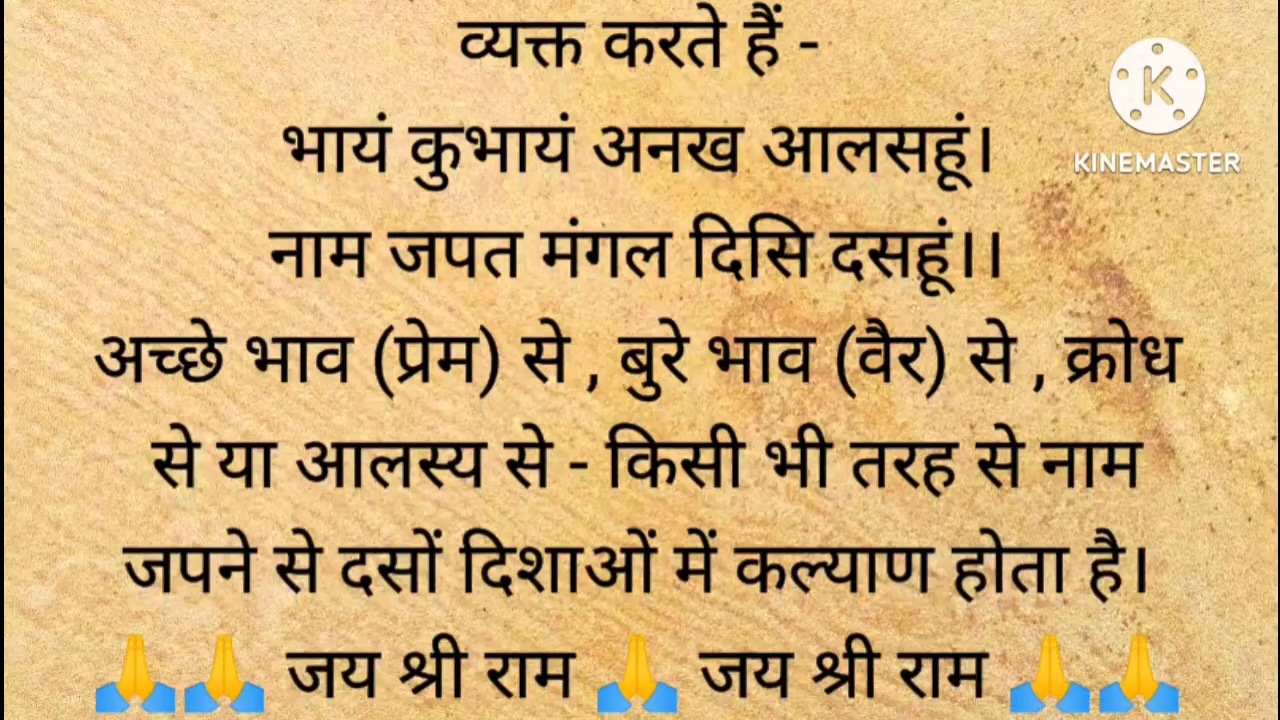 व्यक्त करते हैं -
KINEMASTER
भायं कुभायं अनख आलसहूं।
नाम जपत मंगल दिसि दसहूं।।
अच्छे भाव (प्रेम) से , बुरे भाव (वैर) से , क्रोध
से या आलस्य से - किसी भी तरह से नाम
जपने से दसों दिशाओं में कल्याण होता है।
🙏🙏 जय श्री राम 🙏 जय श्री राम 🙏🙏